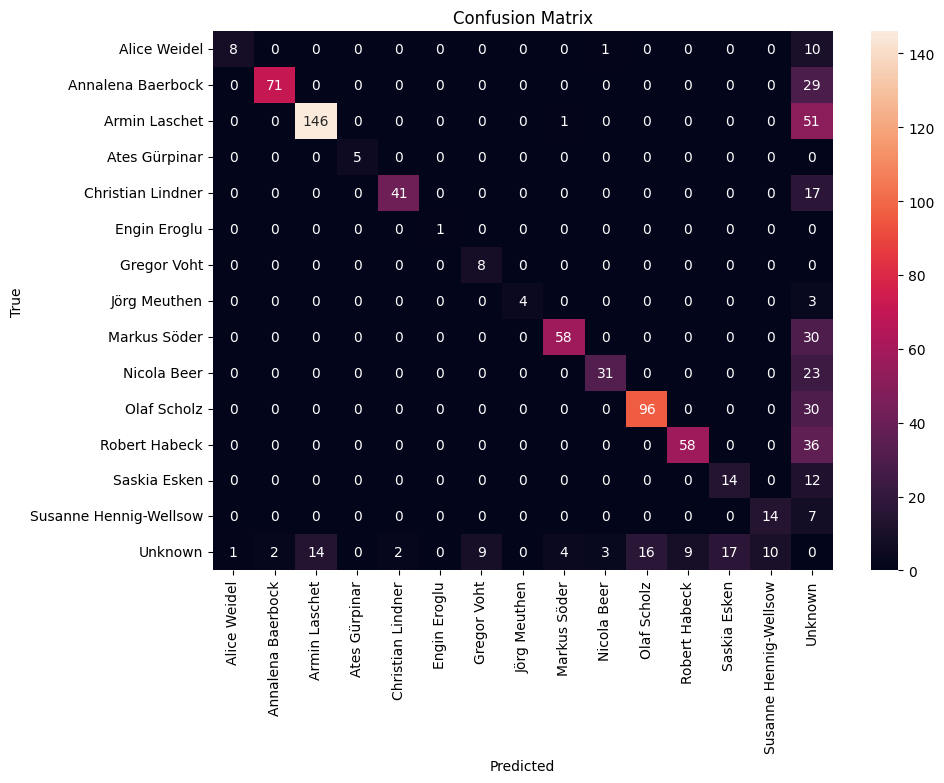 Confusion Matrix
Alice Weidel 8 0 0 0 0 0 0 0 0 1 0 0 0 0 10
Annalena Baerbock 0 71 0 0 0 0 0 0 0 0 0 0 0 0 29
Armin Laschet 0 0 146 0 0 0 0 0 1 0 0 0 0 0 51
Ates Gürpinar 0 0 0 5 0 0 0 0 0 0 0 0 0 0 0
Christian Lindner 0 0 0 0 41 0 0 0 0 0 0 0 0 0 17
Engin Eroglu 0 0 0 0 0 1 0 0 0 0 0 0 0 0 0
Gregor Voht 0 0 0 0 0 0 8 0 0 0 0 0 0 0 0
Jörg Meuthen 0 0 0 0 0 0 0 4 0 0 0 0 0 0 3
Markus Söder 0 0 0 0 0 0 0 0 58 0 0 0 0 0 30
Nicola Beer 0 0 0 0 0 0 0 0 0 31 0 0 0 0 23
Olaf Scholz 0 0 0 0 0 0 0 0 0 0 96 0 0 0 30
Robert Habeck 0 0 0 0 0 0 0 0 0 0 0 58 0 0 36
Saskia Esken 0 0 0 0 0 0 0 0 0 0 0 0 14 0 12
Susanne Hennig-Wellsow 0 0 0 0 0 0 0 0 0 0 0 0 0 14 7
Unknown 1 2 14 0 2 0 9 0 4 3 16 9 17 10 0
True
Alice Weidel
Annalena Baerbock
Armin Laschet
Ates Gürpinar
Christian Lindner
Engin Eroglu
Gregor Voht
Jörg Meuthen
Markus Söder
Nicola Beer
Olaf Scholz
Robert Habeck
Saskia Esken
Susanne Hennig-Wellsow
Unknown
Predicted
140
120
100
80
60
40
20
0